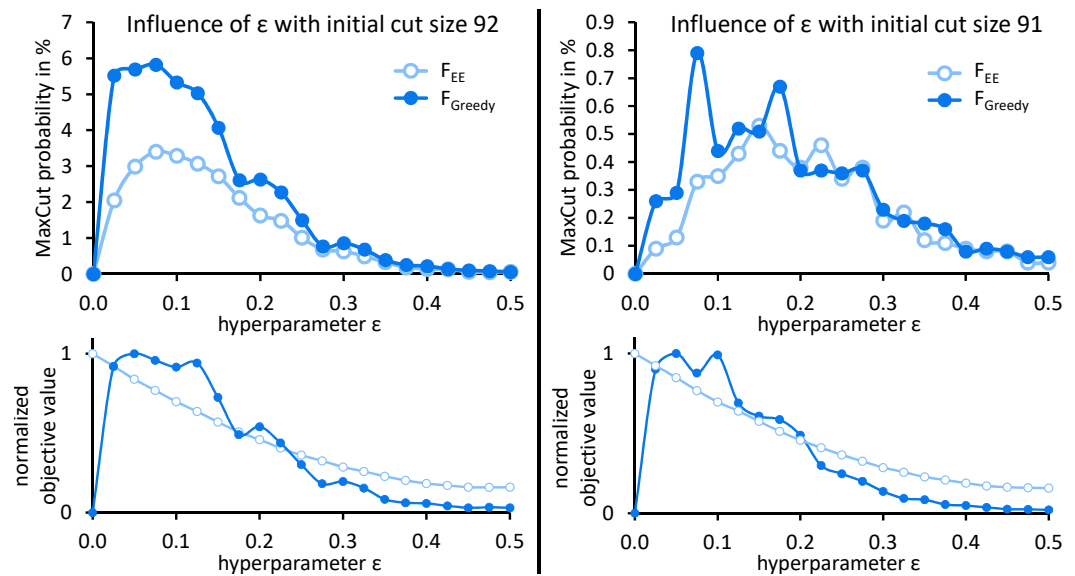 Influence of ε with initial cut size 92
MaxCut probability in %
6
5
4
3
2
1
0
F_EE
F_Greedy
0.0 0.1 0.2 0.3 0.4 0.5
hyperparameter ε
normalized
objective value
1
0
0.0 0.1 0.2 0.3 0.4 0.5
hyperparameter ε
Influence of ε with initial cut size 91
MaxCut probability in %
0.9
0.8
0.7
0.6
0.5
0.4
0.3
0.2
0.1
0
F_EE
F_Greedy
0.0 0.1 0.2 0.3 0.4 0.5
hyperparameter ε
normalized
objective value
1
0
0.0 0.1 0.2 0.3 0.4 0.5
hyperparameter ε